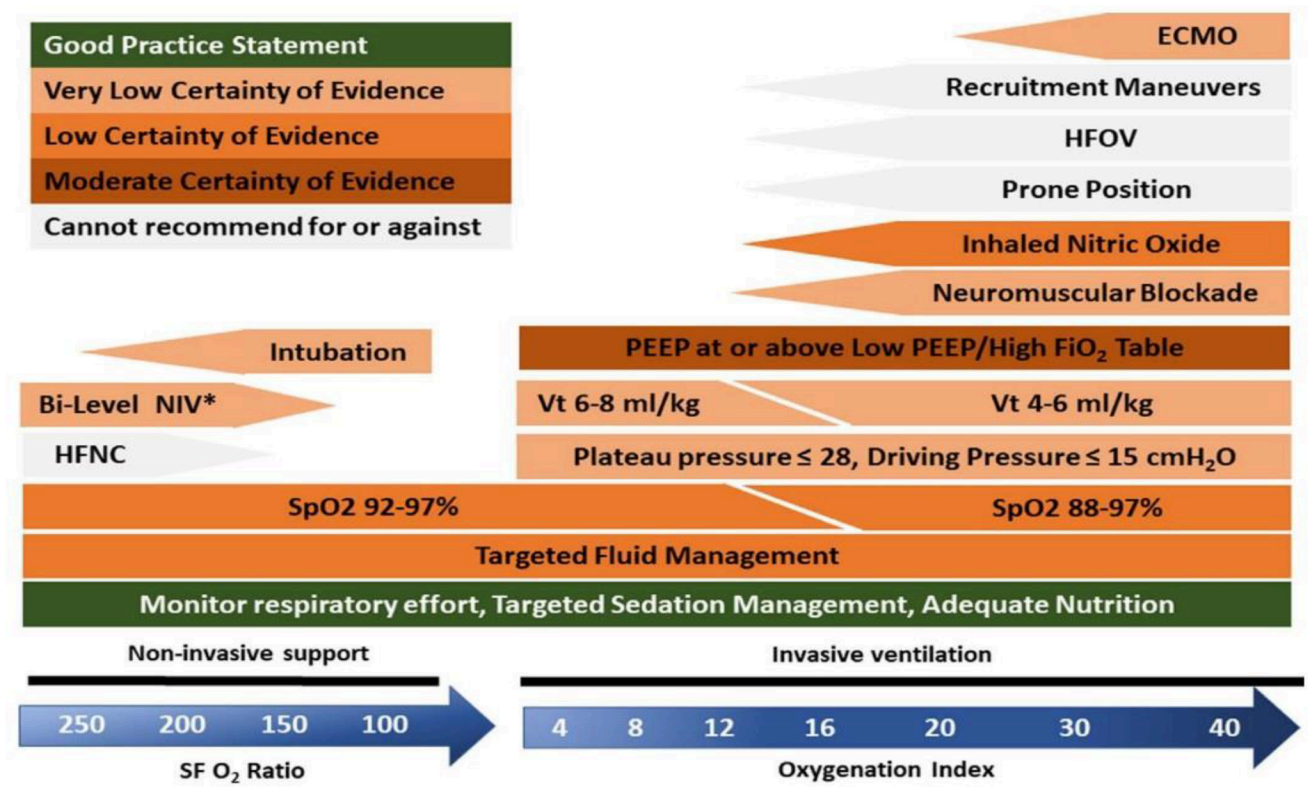 Good Practice Statement
Very Low Certainty of Evidence
Low Certainty of Evidence
Moderate Certainty of Evidence
Cannot recommend for or against
ECMO
Recruitment Maneuvers
HFOV
Prone Position
Inhaled Nitric Oxide
Neuromuscular Blockade
Intubation
PEEP at or above Low PEEP/High FiO₂ Table
Bi-Level NIV*
Vt 6-8 ml/kg
Vt 4-6 ml/kg
HFNC
Plateau pressure ≤ 28, Driving Pressure ≤ 15 cmH₂O
SpO2 92-97%
SpO2 88-97%
Targeted Fluid Management
Monitor respiratory effort, Targeted Sedation Management, Adequate Nutrition
Non-invasive support
Invasive ventilation
250 200 150 100
4 8 12 16 20 30 40
SF O₂ Ratio
Oxygenation Index